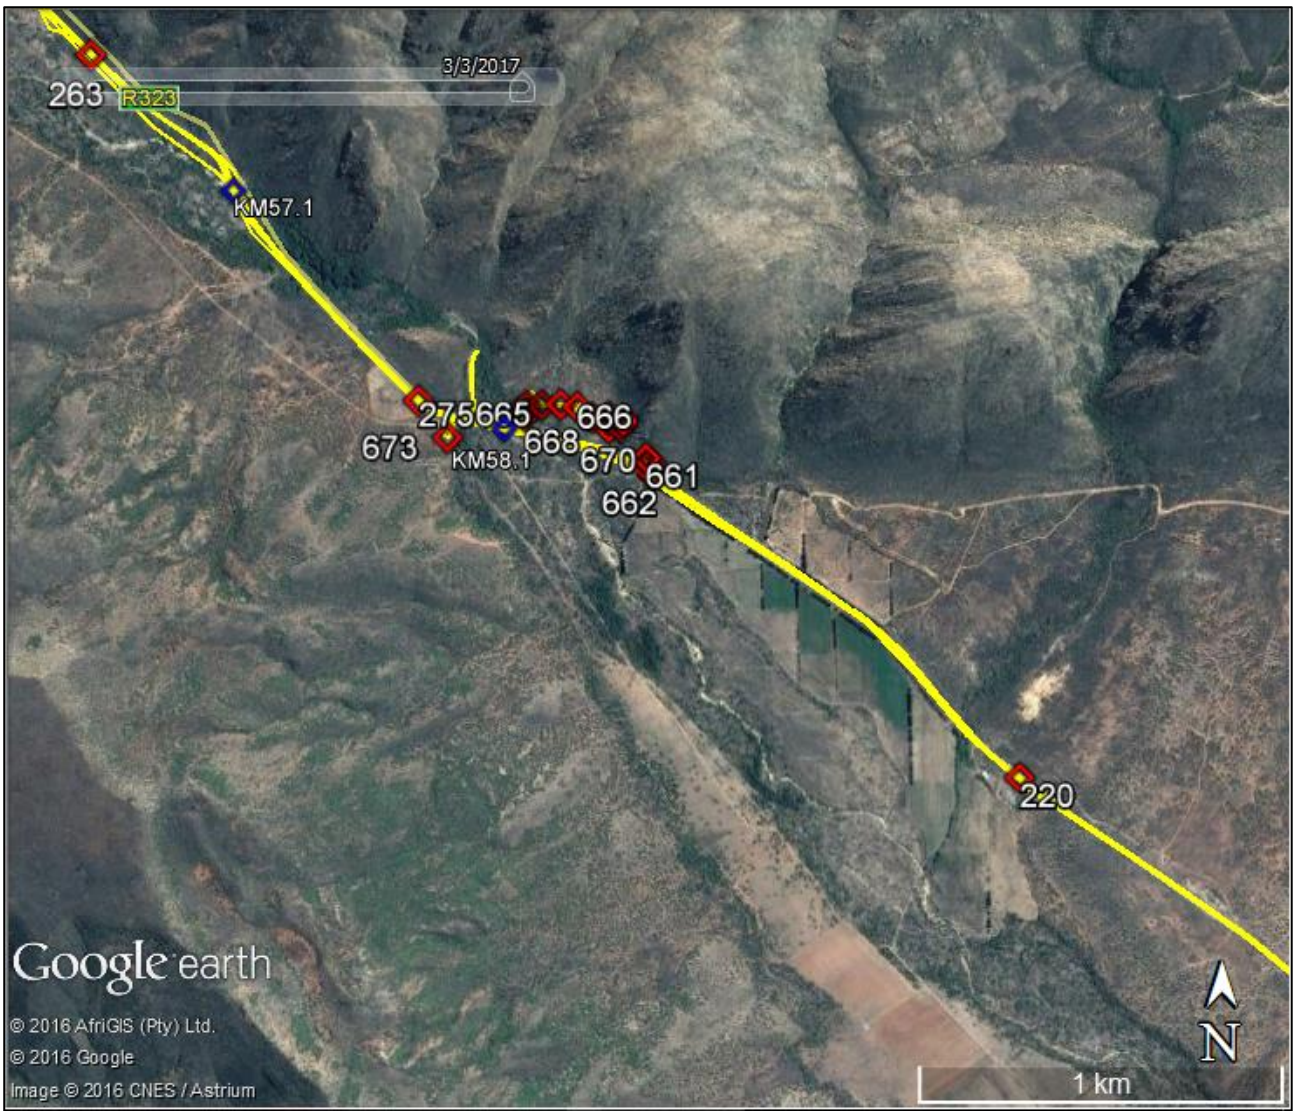 3/3/2017
263
R323
KM57.1
275
665
666
673
668
KM58.1
670
661
662
220
Google earth
© 2016 AfriGIS (Pty) Ltd.
© 2016 Google
Image © 2016 CNES / Astrium
N
1 km